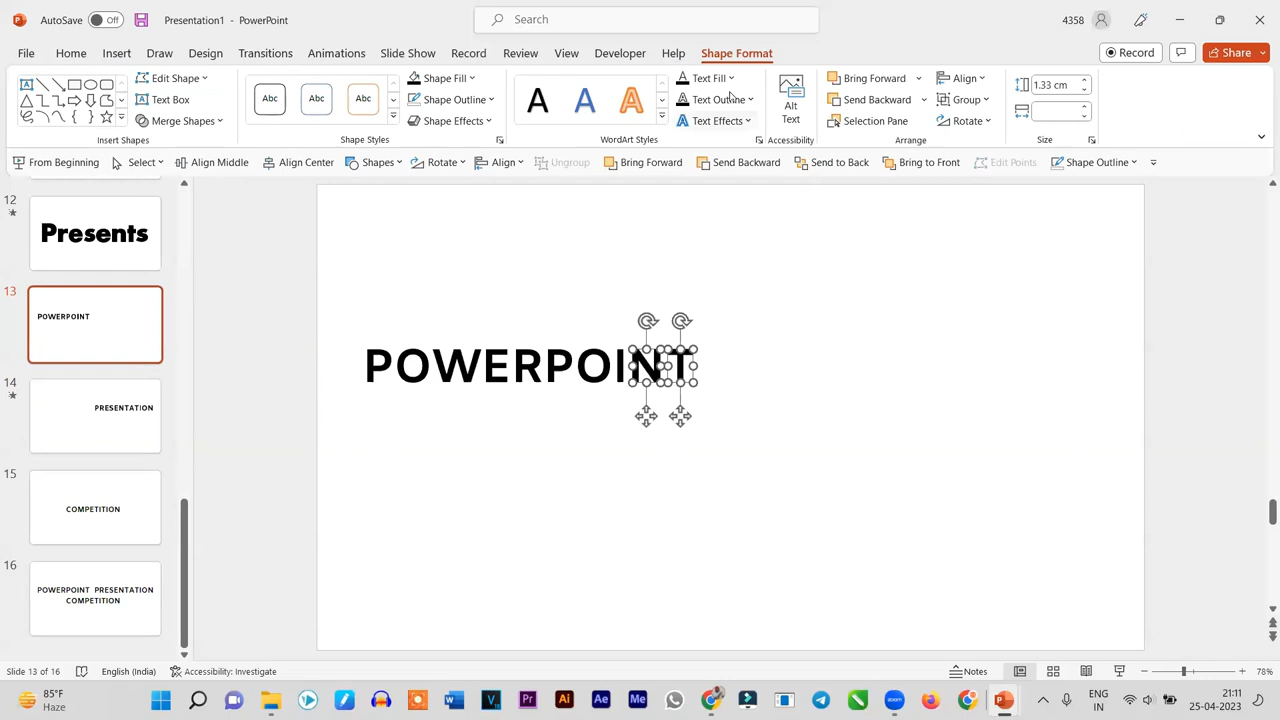 AutoSave Off Presentation1 - PowerPoint Search 4358
File Home Insert Draw Design Transitions Animations Slide Show Record Review View Developer Help Shape Format Record Share
Edit Shape Shape Fill Text Fill Bring Forward Align 1.33 cm
Text Box Abc Abc Abc Shape Outline A A A Text Outline Alt Text Send Backward Group
Merge Shapes Shape Effects Text Effects Selection Pane Rotate
Insert Shapes Shape Styles WordArt Styles Accessibility Arrange Size
From Beginning Select Align Middle Align Center Shapes Rotate Align Ungroup Bring Forward Send Backward Send to Back Bring to Front Edit Points Shape Outline
12
Presents
13
POWERPOINT
14
PRESENTATION
15
COMPETITION
16
POWERPOINT PRESENTATION
COMPETITION
POWERPOINT
Slide 13 of 16 English (India) Accessibility: Investigate Notes 78%
85°F
Haze
ENG
IN
21:11
25-04-2023